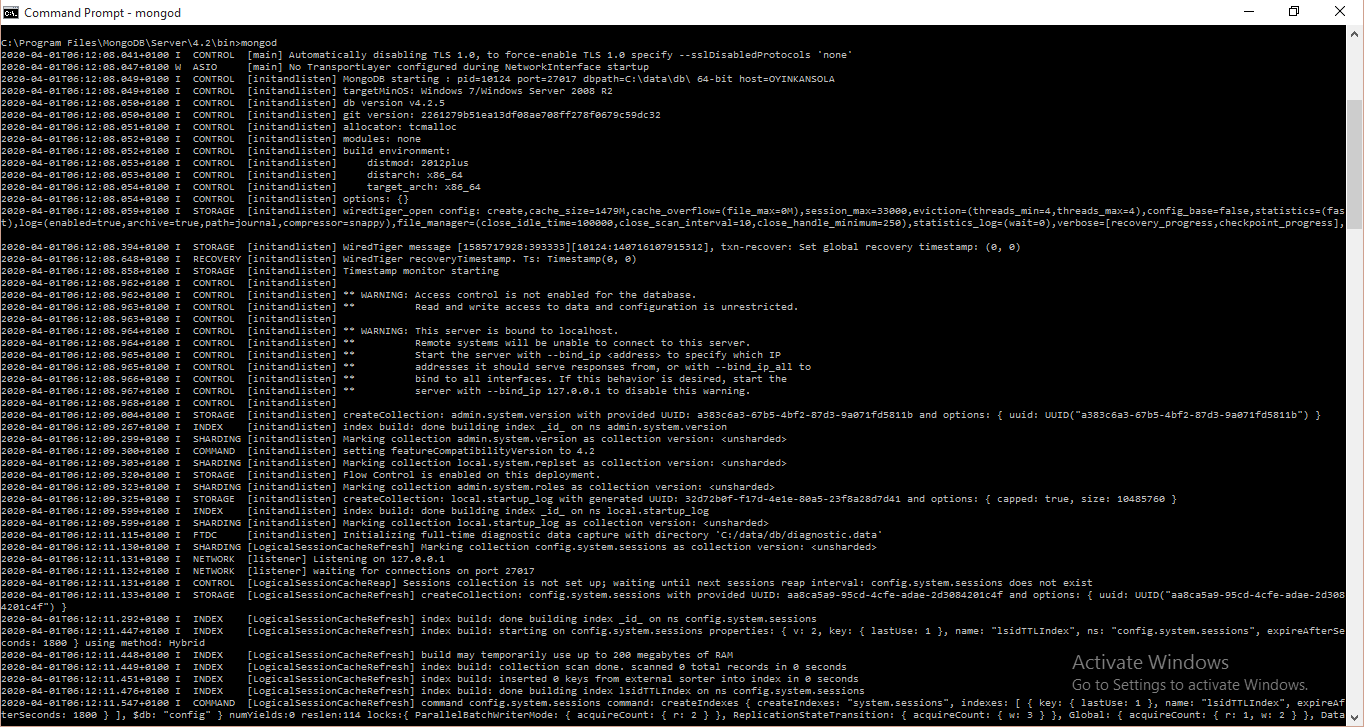 Command Prompt - mongod
C:\Program Files\MongoDB\Server\4.2\bin>mongod
2020-04-01T06:12:08.041+0100 I  CONTROL  [main] Automatically disabling TLS 1.0, to force-enable TLS 1.0 specify --sslDisabledProtocols 'none'
2020-04-01T06:12:08.047+0100 W  ASIO     [main] No TransportLayer configured during NetworkInterface startup
2020-04-01T06:12:08.049+0100 I  CONTROL  [initandlisten] MongoDB starting : pid=10124 port=27017 dbpath=C:\data\db\ 64-bit host=OYINKANSOLA
2020-04-01T06:12:08.049+0100 I  CONTROL  [initandlisten] targetMinOS: Windows 7/Windows Server 2008 R2
2020-04-01T06:12:08.050+0100 I  CONTROL  [initandlisten] db version v4.2.5
2020-04-01T06:12:08.050+0100 I  CONTROL  [initandlisten] git version: 2261279b51ea13df08ae708ff278f0679c59dc32
2020-04-01T06:12:08.051+0100 I  CONTROL  [initandlisten] allocator: tcmalloc
2020-04-01T06:12:08.052+0100 I  CONTROL  [initandlisten] modules: none
2020-04-01T06:12:08.052+0100 I  CONTROL  [initandlisten] build environment:
2020-04-01T06:12:08.053+0100 I  CONTROL  [initandlisten]     distmod: 2012plus
2020-04-01T06:12:08.053+0100 I  CONTROL  [initandlisten]     distarch: x86_64
2020-04-01T06:12:08.054+0100 I  CONTROL  [initandlisten]     target_arch: x86_64
2020-04-01T06:12:08.054+0100 I  CONTROL  [initandlisten] options: {}
2020-04-01T06:12:08.059+0100 I  STORAGE  [initandlisten] wiredtiger_open config: create,cache_size=1479M,cache_overflow=(file_max=0M),session_max=33000,eviction=(threads_min=4,threads_max=4),config_base=false,statistics=(fas
t),log=(enabled=true,archive=true,path=journal,compressor=snappy),file_manager=(close_idle_time=100000,close_scan_interval=10,close_handle_minimum=250),statistics_log=(wait=0),verbose=[recovery_progress,checkpoint_progress],
2020-04-01T06:12:08.394+0100 I  STORAGE  [initandlisten] WiredTiger message [1585717928:393333][10124:140716107915312], txn-recover: Set global recovery timestamp: (0, 0)
2020-04-01T06:12:08.648+0100 I  RECOVERY [initandlisten] WiredTiger recoveryTimestamp. Ts: Timestamp(0, 0)
2020-04-01T06:12:08.858+0100 I  STORAGE  [initandlisten] Timestamp monitor starting
2020-04-01T06:12:08.962+0100 I  CONTROL  [initandlisten]
2020-04-01T06:12:08.962+0100 I  CONTROL  [initandlisten] ** WARNING: Access control is not enabled for the database.
2020-04-01T06:12:08.963+0100 I  CONTROL  [initandlisten] **          Read and write access to data and configuration is unrestricted.
2020-04-01T06:12:08.963+0100 I  CONTROL  [initandlisten]
2020-04-01T06:12:08.964+0100 I  CONTROL  [initandlisten] ** WARNING: This server is bound to localhost.
2020-04-01T06:12:08.964+0100 I  CONTROL  [initandlisten] **          Remote systems will be unable to connect to this server.
2020-04-01T06:12:08.965+0100 I  CONTROL  [initandlisten] **          Start the server with --bind_ip <address> to specify which IP
2020-04-01T06:12:08.965+0100 I  CONTROL  [initandlisten] **          addresses it should serve responses from, or with --bind_ip_all to
2020-04-01T06:12:08.966+0100 I  CONTROL  [initandlisten] **          bind to all interfaces. If this behavior is desired, start the
2020-04-01T06:12:08.967+0100 I  CONTROL  [initandlisten] **          server with --bind_ip 127.0.0.1 to disable this warning.
2020-04-01T06:12:08.968+0100 I  CONTROL  [initandlisten]
2020-04-01T06:12:09.004+0100 I  STORAGE  [initandlisten] createCollection: admin.system.version with provided UUID: a383c6a3-67b5-4bf2-87d3-9a071fd5811b and options: { uuid: UUID("a383c6a3-67b5-4bf2-87d3-9a071fd5811b") }
2020-04-01T06:12:09.267+0100 I  INDEX    [initandlisten] index build: done building index _id_ on ns admin.system.version
2020-04-01T06:12:09.299+0100 I  SHARDING [initandlisten] Marking collection admin.system.version as collection version: <unsharded>
2020-04-01T06:12:09.300+0100 I  COMMAND  [initandlisten] setting featureCompatibilityVersion to 4.2
2020-04-01T06:12:09.303+0100 I  SHARDING [initandlisten] Marking collection local.system.replset as collection version: <unsharded>
2020-04-01T06:12:09.320+0100 I  STORAGE  [initandlisten] Flow Control is enabled on this deployment.
2020-04-01T06:12:09.323+0100 I  SHARDING [initandlisten] Marking collection admin.system.roles as collection version: <unsharded>
2020-04-01T06:12:09.325+0100 I  STORAGE  [initandlisten] createCollection: local.startup_log with generated UUID: 32d72b0f-f17d-4e1e-80a5-23f8a28d7d41 and options: { capped: true, size: 10485760 }
2020-04-01T06:12:09.599+0100 I  INDEX    [initandlisten] index build: done building index _id_ on ns local.startup_log
2020-04-01T06:12:09.599+0100 I  SHARDING [initandlisten] Marking collection local.startup_log as collection version: <unsharded>
2020-04-01T06:12:11.115+0100 I  FTDC     [initandlisten] Initializing full-time diagnostic data capture with directory 'C:/data/db/diagnostic.data'
2020-04-01T06:12:11.130+0100 I  SHARDING [LogicalSessionCacheRefresh] Marking collection config.system.sessions as collection version: <unsharded>
2020-04-01T06:12:11.131+0100 I  NETWORK  [listener] Listening on 127.0.0.1
2020-04-01T06:12:11.132+0100 I  NETWORK  [listener] waiting for connections on port 27017
2020-04-01T06:12:11.131+0100 I  CONTROL  [LogicalSessionCacheReap] Sessions collection is not set up; waiting until next sessions reap interval: config.system.sessions does not exist
2020-04-01T06:12:11.133+0100 I  STORAGE  [LogicalSessionCacheRefresh] createCollection: config.system.sessions with provided UUID: aa8ca5a9-95cd-4cfe-adae-2d3084201c4f and options: { uuid: UUID("aa8ca5a9-95cd-4cfe-adae-2d308
4201c4f") }
2020-04-01T06:12:11.292+0100 I  INDEX    [LogicalSessionCacheRefresh] index build: done building index _id_ on ns config.system.sessions
2020-04-01T06:12:11.447+0100 I  INDEX    [LogicalSessionCacheRefresh] index build: starting on config.system.sessions properties: { v: 2, key: { lastUse: 1 }, name: "lsidTTLIndex", ns: "config.system.sessions", expireAfterSe
conds: 1800 } using method: Hybrid
2020-04-01T06:12:11.448+0100 I  INDEX    [LogicalSessionCacheRefresh] build may temporarily use up to 200 megabytes of RAM
2020-04-01T06:12:11.449+0100 I  INDEX    [LogicalSessionCacheRefresh] index build: collection scan done. scanned 0 total records in 0 seconds
2020-04-01T06:12:11.451+0100 I  INDEX    [LogicalSessionCacheRefresh] index build: inserted 0 keys from external sorter into index in 0 seconds
2020-04-01T06:12:11.476+0100 I  INDEX    [LogicalSessionCacheRefresh] index build: done building index lsidTTLIndex on ns config.system.sessions
2020-04-01T06:12:11.547+0100 I  COMMAND  [LogicalSessionCacheRefresh] command config.system.sessions command: createIndexes { createIndexes: "system.sessions", indexes: [ { key: { lastUse: 1 }, name: "lsidTTLIndex", expireAf
terSeconds: 1800 } ], $db: "config" } numYields:0 reslen:114 locks:{ ParallelBatchWriterMode: { acquireCount: { r: 2 } }, ReplicationStateTransition: { acquireCount: { w: 3 } }, Global: { acquireCount: { r: 1, w: 2 } }, Data
Activate Windows
Go to Settings to activate Windows.